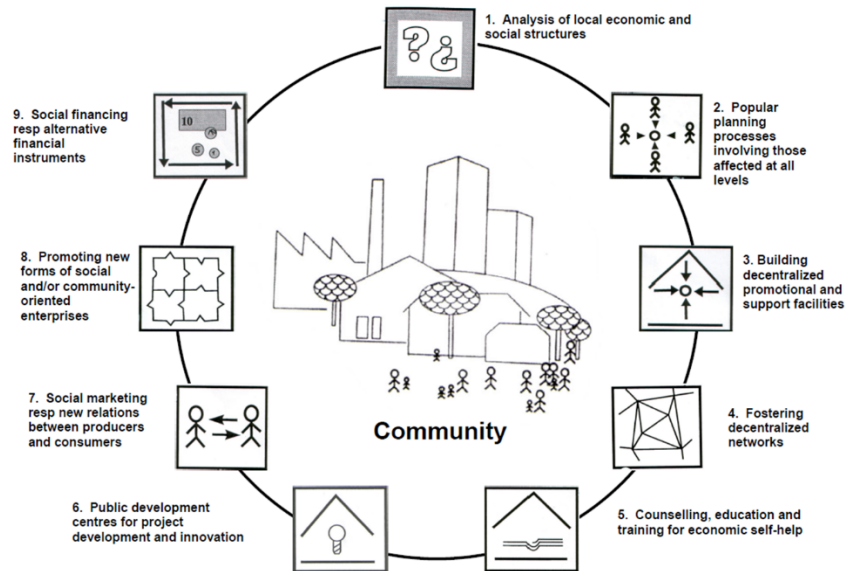 1. Analysis of local economic and
social structures
2. Popular
planning
processes
involving those
affected at all
levels
3. Building
decentralized
promotional and
support facilities
4. Fostering
decentralized
networks
5. Counselling, education and
training for economic self-help
6. Public development
centres for project
development and innovation
7. Social marketing
resp new relations
between producers
and consumers
8. Promoting new
forms of social
and/or community-
oriented
enterprises
9. Social financing
resp alternative
financial
instruments
? ¿
10
5
Community